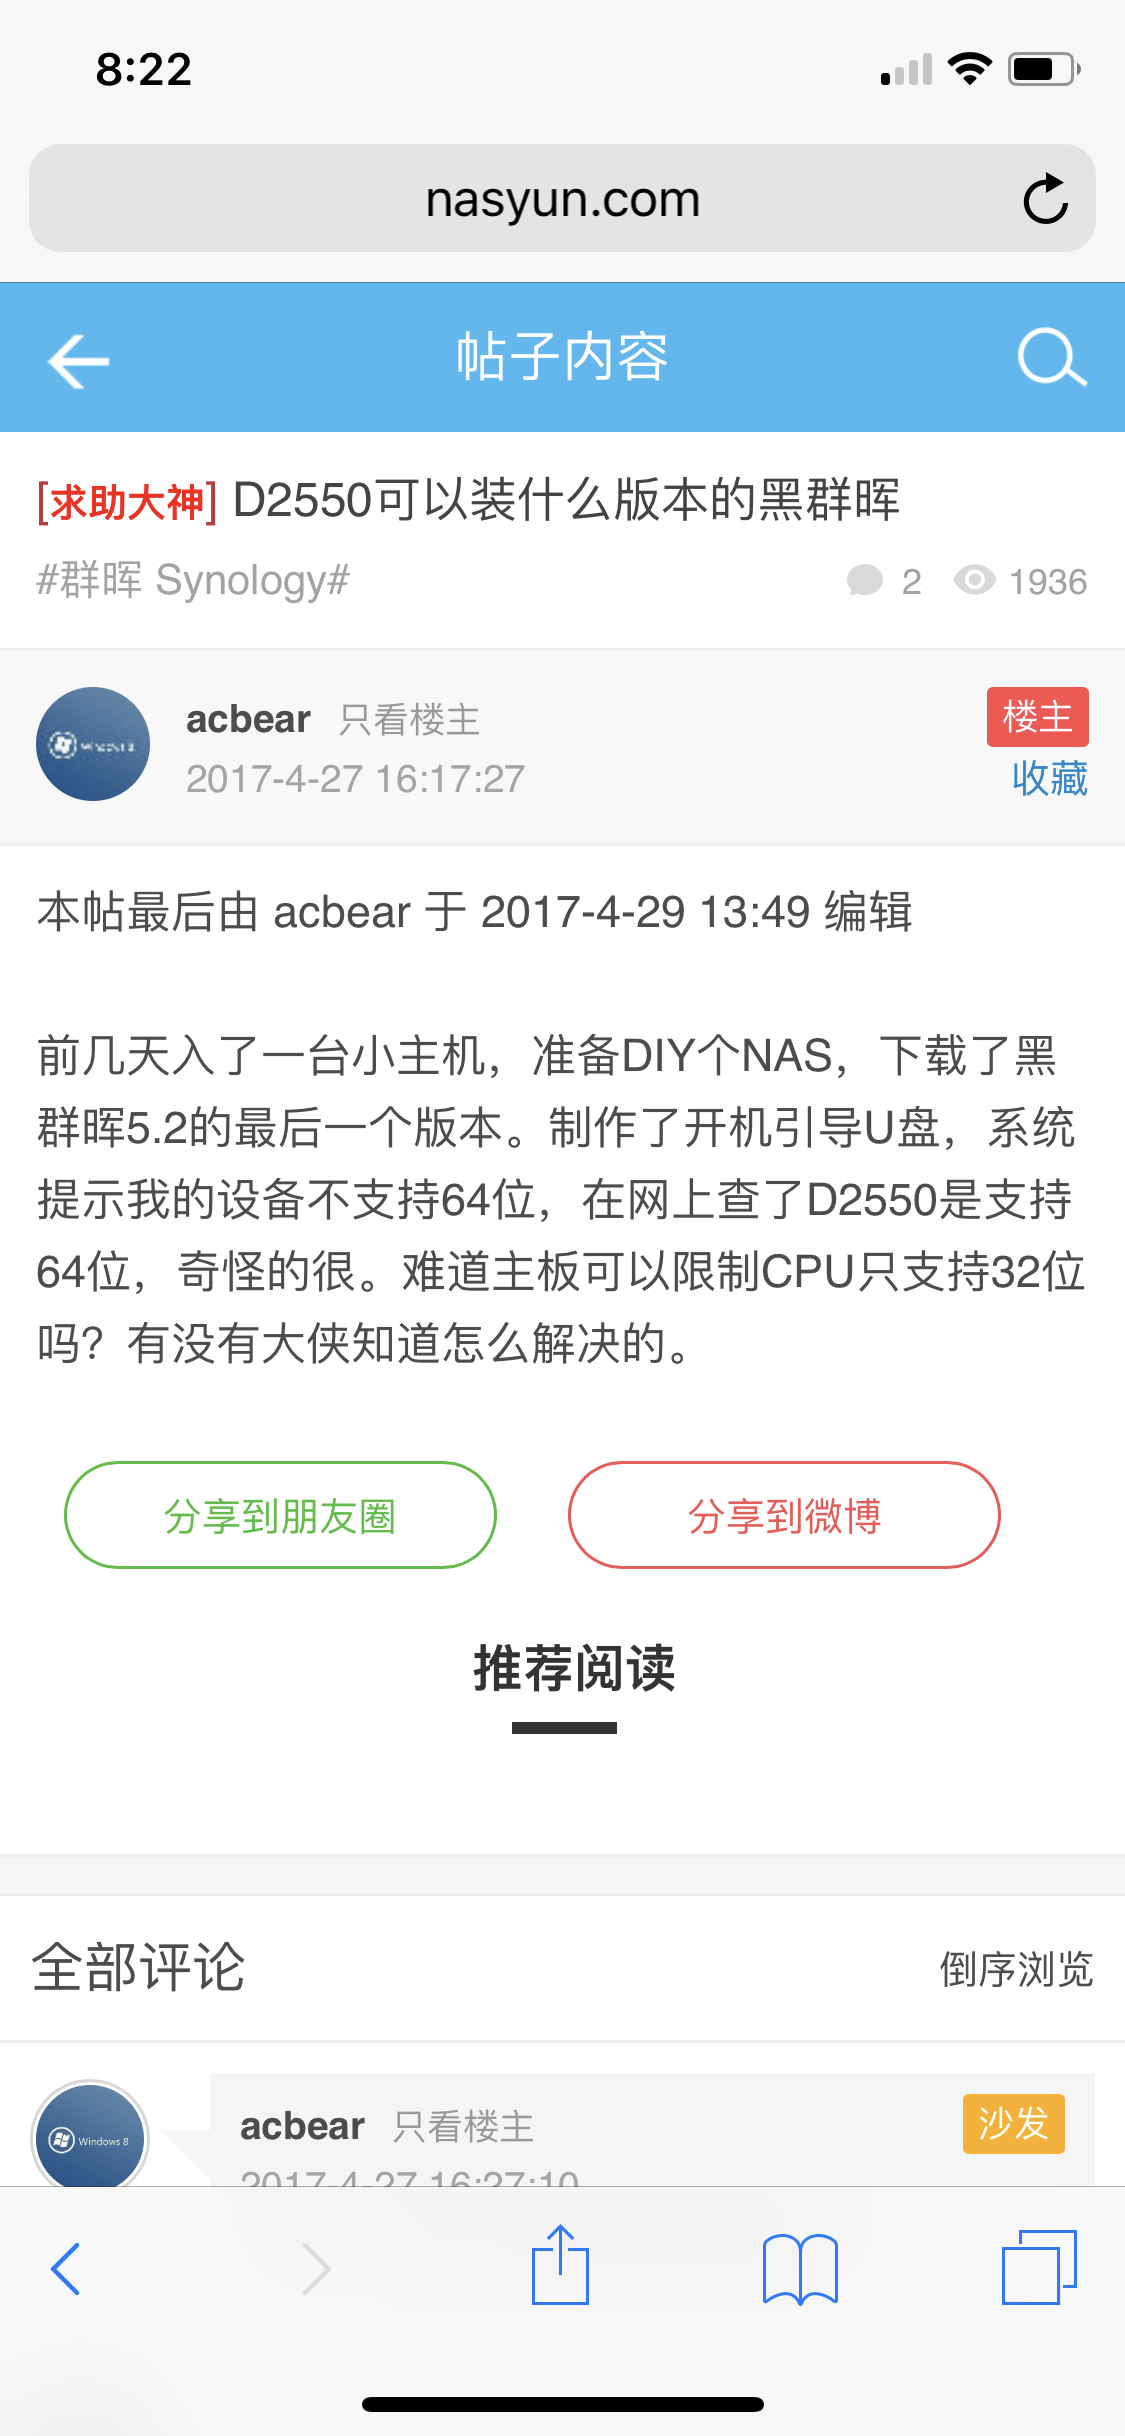 8:22
nasyun.com
帖子内容
[求助大神] D2550可以装什么版本的黑群晖
#群晖 Synology#
2 1936
acbear 只看楼主
楼主
2017-4-27 16:17:27
收藏
本帖最后由 acbear 于 2017-4-29 13:49 编辑
前几天入了一台小主机，准备DIY个NAS，下载了黑
群晖5.2的最后一个版本。制作了开机引导U盘，系统
提示我的设备不支持64位，在网上查了D2550是支持
64位，奇怪的很。难道主板可以限制CPU只支持32位
吗？有没有大侠知道怎么解决的。
分享到朋友圈 分享到微博
推荐阅读
全部评论 倒序浏览
Windows 8
acbear 只看楼主
沙发
2017-4-27 16:27:10